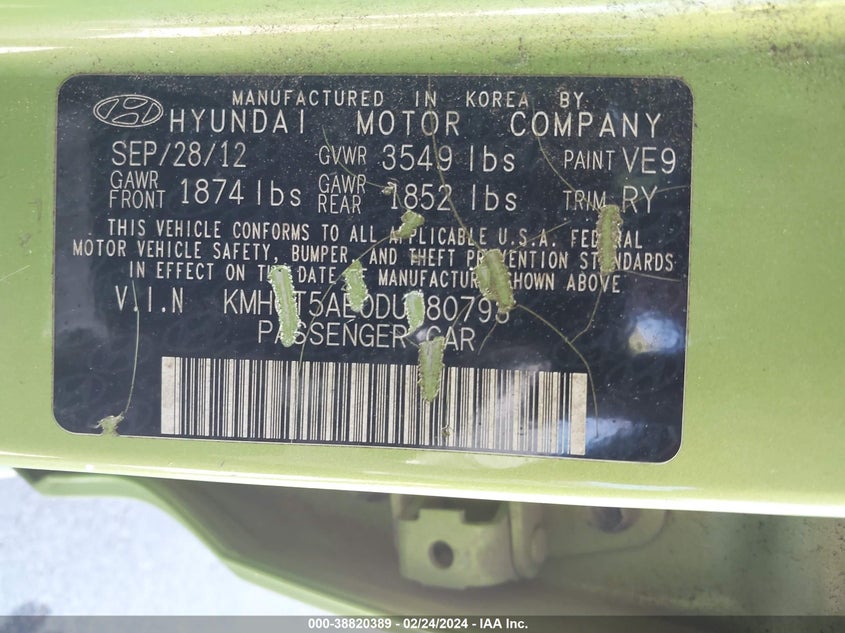 MANUFACTURED IN KOREA BY
HYUNDAI MOTOR COMPANY
SEP/28/12 GVWR 3549 lbs PAINT VE9
GAWR FRONT 1874 lbs GAWR REAR 1852 lbs TRIM RY
THIS VEHICLE CONFORMS TO ALL APPLICABLE U.S.A. FEDERAL
MOTOR VEHICLE SAFETY, BUMPER, AND THEFT PREVENTION STANDARDS
IN EFFECT ON THE DATE OF MANUFACTURE SHOWN ABOVE
V.I.N
PASSENGER CAR
000-38820389 - 02/24/2024 - IAA Inc.